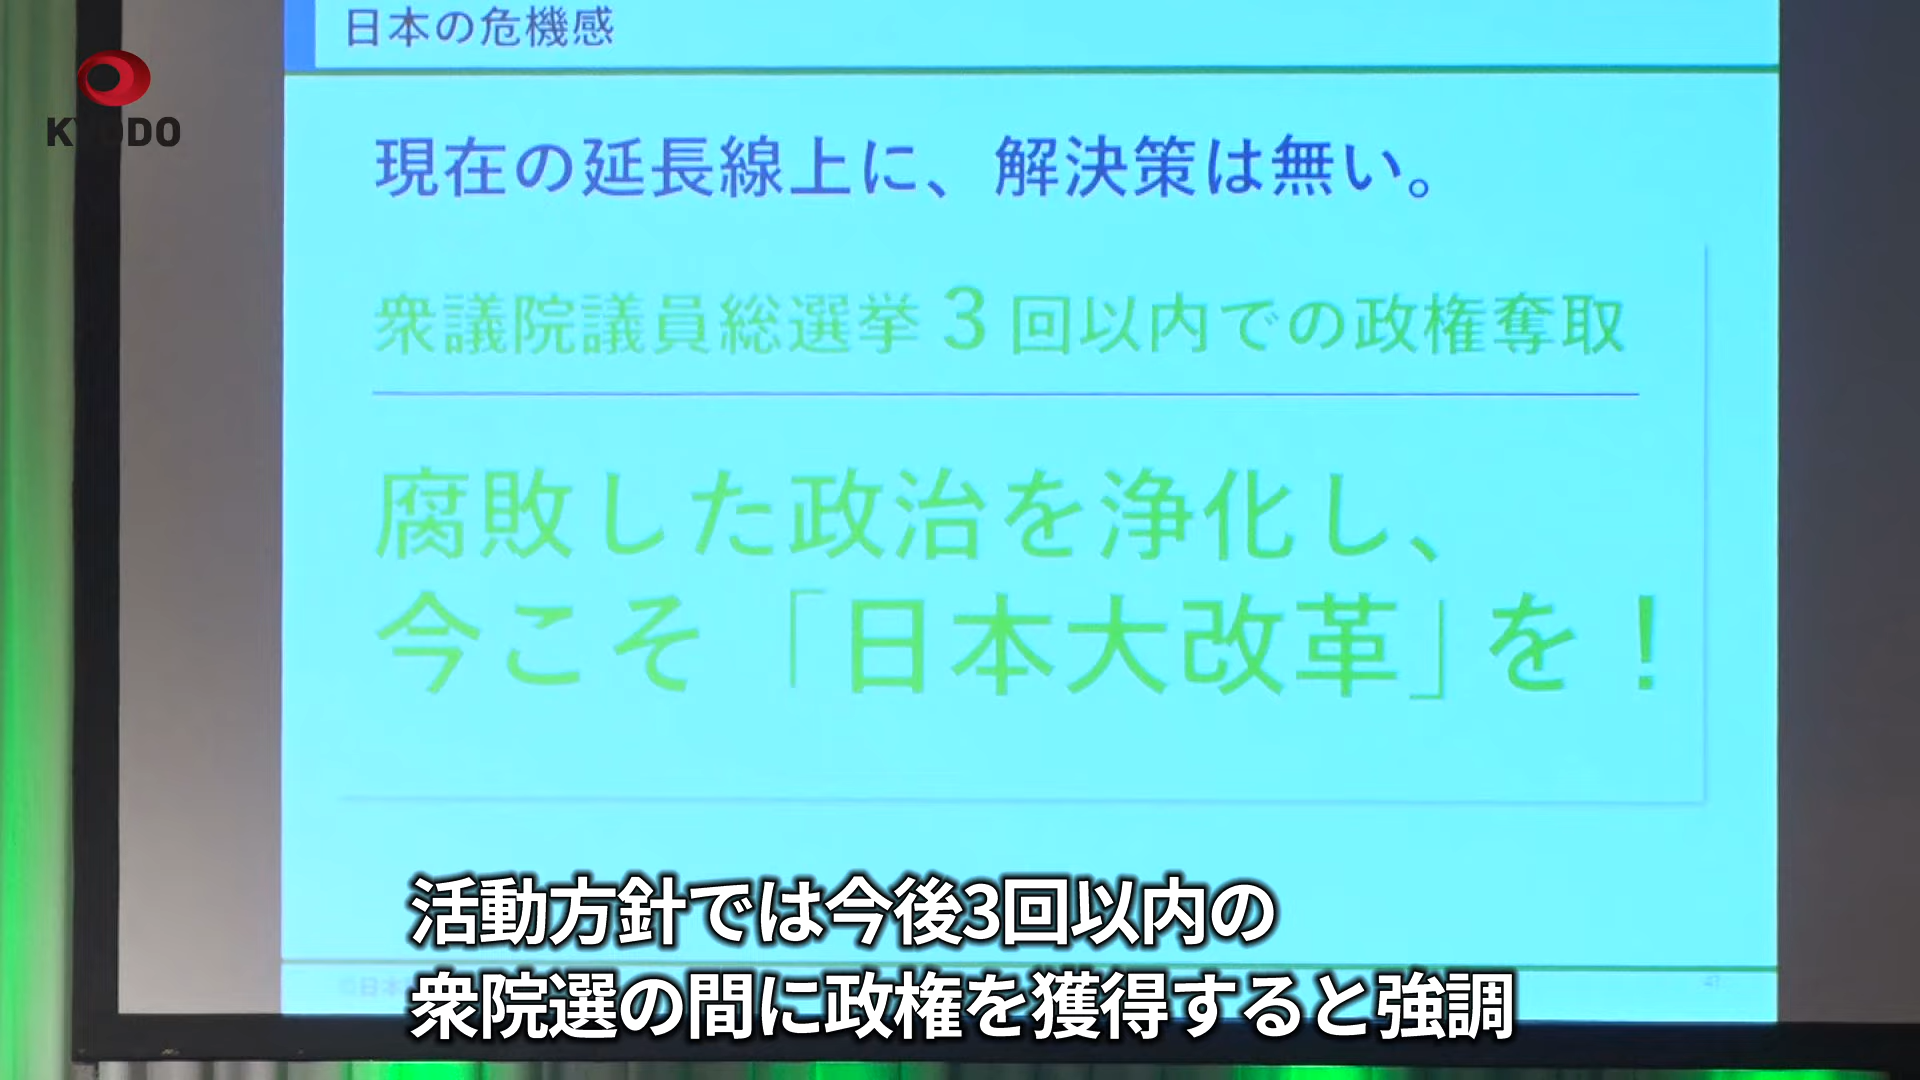 日本の危機感
KYODO
現在の延長線上に、解決策は無い。
衆議院議員総選挙3回以内での政権奪取
腐敗した政治を浄化し、
今こそ「日本大改革」を!
活動方針では今後3回以内の
衆院選の間に政権を獲得すると強調
©日本
41